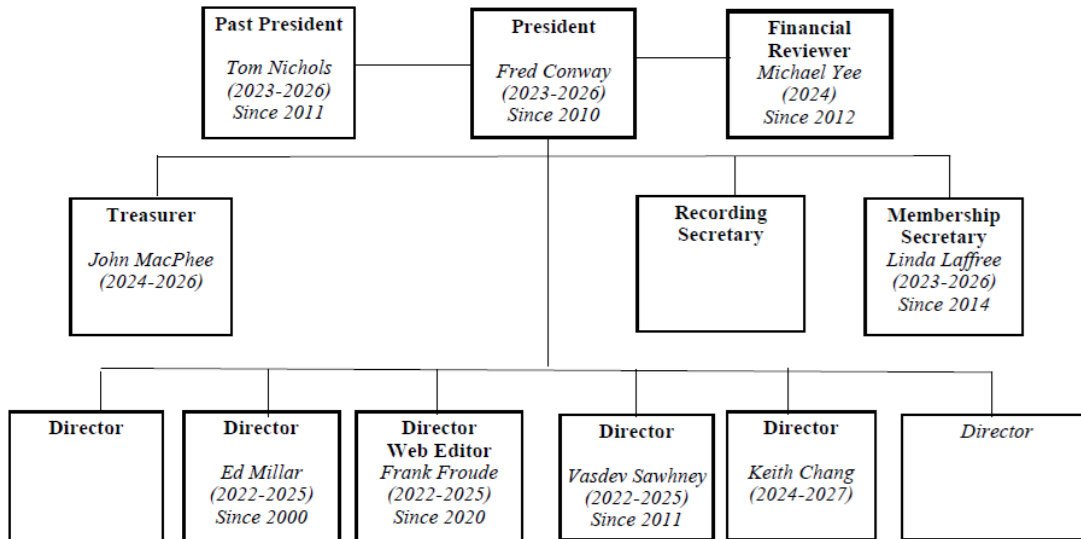 Past President
Tom Nichols
(2023-2026)
Since 2011
President
Fred Conway
(2023-2026)
Since 2010
Financial
Reviewer
Michael Yee
(2024)
Since 2012
Treasurer
John MacPhee
(2024-2026)
Recording
Secretary
Membership
Secretary
Linda Laffree
(2023-2026)
Since 2014
Director
Director
Ed Millar
(2022-2025)
Since 2000
Director
Web Editor
Frank Froude
(2022-2025)
Since 2020
Director
Vasdev Sawhney
(2022-2025)
Since 2011
Director
Keith Chang
(2024-2027)
Director